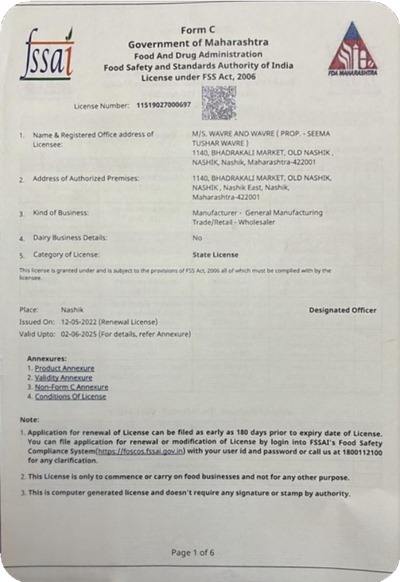 fssai
Form C
Government of Maharashtra
Food And Drug Administration
Food Safety and Standards Authority of India
License under FSS Act, 2006
FDA MAHARASHTRA
License Number: 11519027000697
1. Name & Registered Office address of
Licensee:
M/S. WAVRE AND WAVRE ( PROP. - SEEMA
TUSHAR WAVRE )
1140, BHADRAKALI MARKET, OLD NASHIK ,
NASHIK, Nashik, Maharashtra-422001
2. Address of Authorized Premises:
1140, BHADRAKALI MARKET, OLD NASHIK,
NASHIK , Nashik East, Nashik,
Maharashtra-422001
3. Kind of Business:
Manufacturer - General Manufacturing
Trade/Retail - Wholesaler
4. Dairy Business Details:
No
5. Category of License:
State License
This license is granted under and is subject to the provisions of FSS Act, 2006 all of which must be complied with by the
licensee.
Place: Nashik
Designated Officer
Issued On: 12-05-2022 (Renewal License)
Valid Upto: 02-06-2025 (For details, refer Annexure)
Annexures:
1. Product Annexure
2. Validity Annexure
3. Non-Form C Annexure
4. Conditions Of License
Note:
1. Application for renewal of License can be filed as early as 180 days prior to expiry date of License.
You can file application for renewal or modification of License by login into FSSAI's Food Safety
Compliance System(https://foscos.fssai.gov.in) with your user id and password or call us at 1800112100
for any clarification.
2. This License is only to commence or carry on food businesses and not for any other purpose.
3. This is computer generated license and doesn't require any signature or stamp by authority.
Page 1 of 6